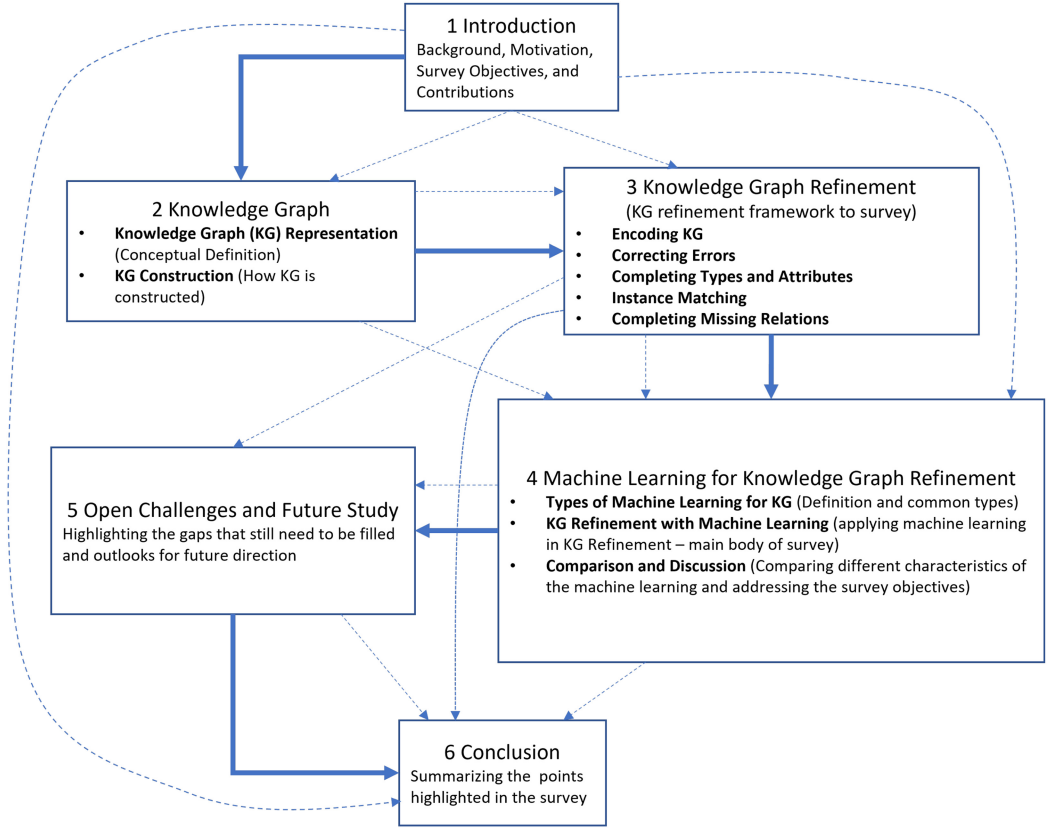 1 Introduction
Background, Motivation,
Survey Objectives, and
Contributions
2 Knowledge Graph
• Knowledge Graph (KG) Representation
(Conceptual Definition)
• KG Construction (How KG is
constructed)
3 Knowledge Graph Refinement
(KG refinement framework to survey)
• Encoding KG
• Correcting Errors
• Completing Types and Attributes
• Instance Matching
• Completing Missing Relations
4 Machine Learning for Knowledge Graph Refinement
• Types of Machine Learning for KG (Definition and common types)
• KG Refinement with Machine Learning (applying machine learning
in KG Refinement – main body of survey)
• Comparison and Discussion (Comparing different characteristics of
the machine learning and addressing the survey objectives)
5 Open Challenges and Future Study
Highlighting the gaps that still need to be filled
and outlooks for future direction
6 Conclusion
Summarizing the points
highlighted in the survey